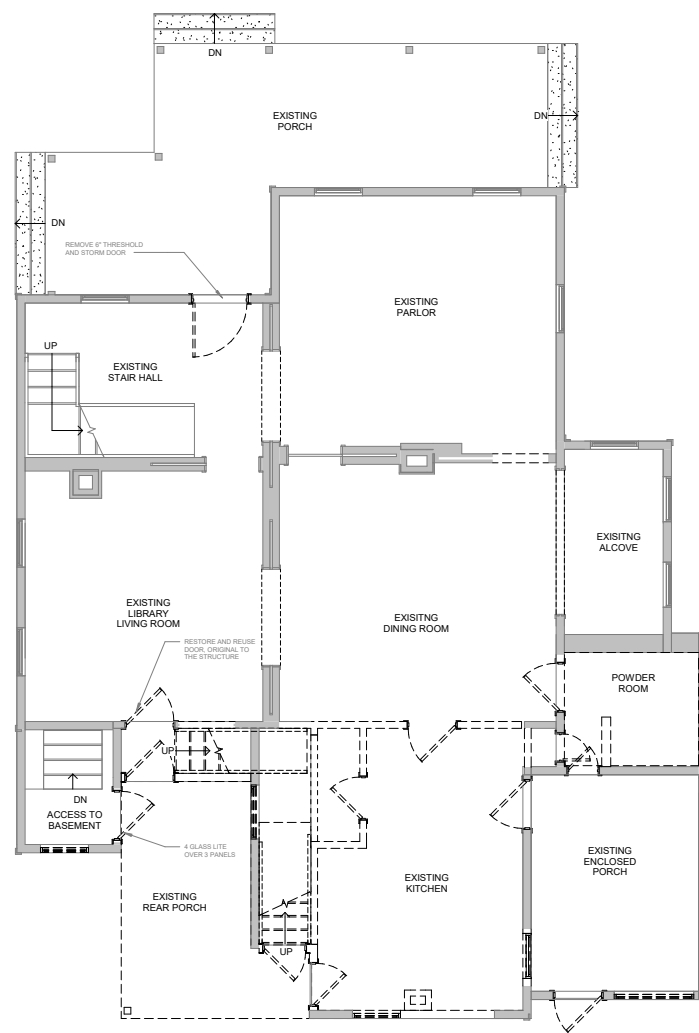 DN
EXISTING
PORCH
DN
DN
REMOVE 6" THRESHOLD
AND STORM DOOR
EXISTING
PARLOR
UP
EXISTING
STAIR HALL
EXISITNG
ALCOVE
EXISTING
LIBRARY
LIVING ROOM
EXISITNG
DINING ROOM
RESTORE AND REUSE
DOOR, ORIGINAL TO
THE STRUCTURE
POWDER
ROOM
UP
DN
ACCESS TO
BASEMENT
4 GLASS LITE
OVER 3 PANELS
EXISTING
ENCLOSED
PORCH
EXISTING
KITCHEN
EXISTING
REAR PORCH
UP